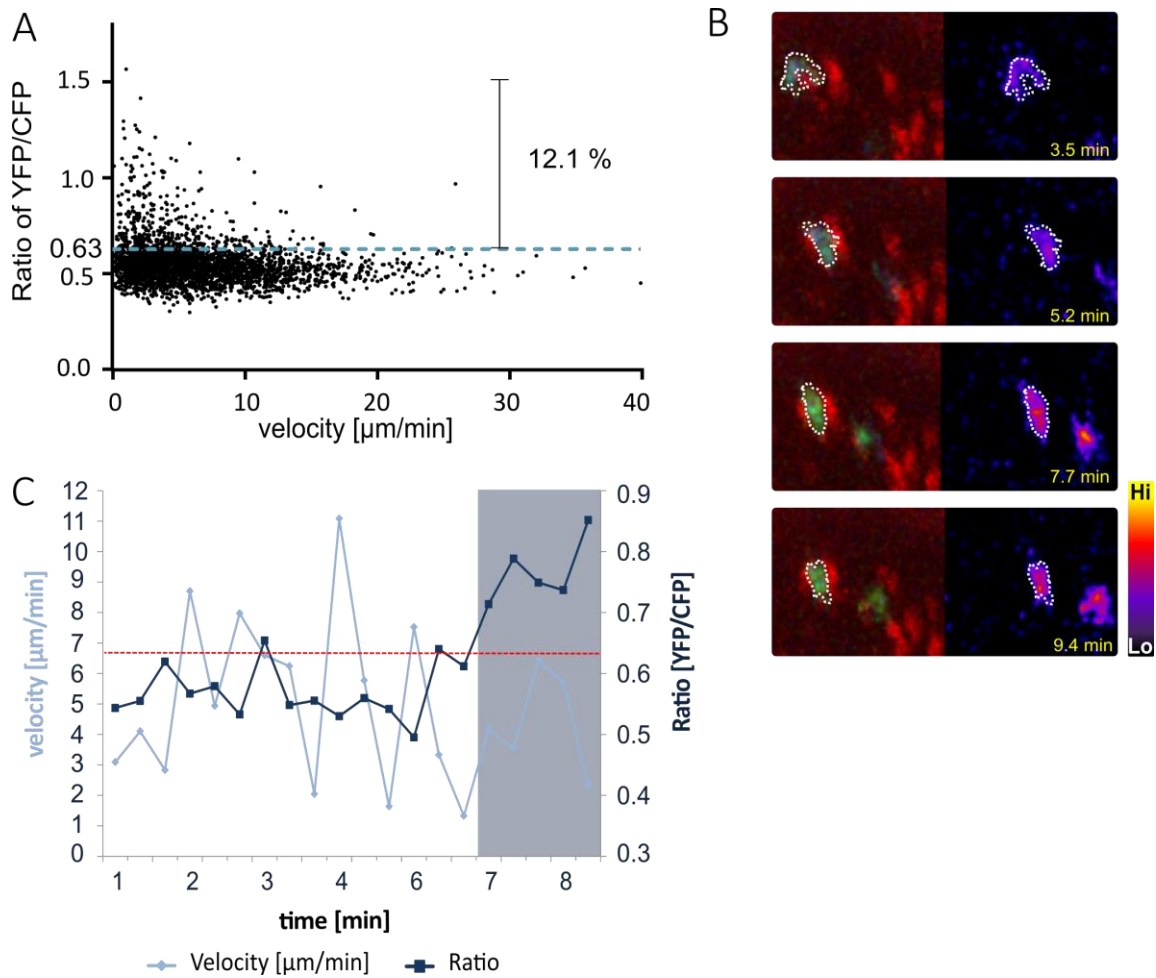 A
Ratio of YFP/CFP
1.5
1.0
0.63
0.5
0.0
12.1 %
0 10 20 30 40
velocity [µm/min]
B
3.5 min
5.2 min
7.7 min
9.4 min
Hi
Lo
C
velocity [µm/min]
12
11
10
9
8
7
6
5
4
3
2
1
0
0.9
0.8
0.7
0.6
0.5
0.4
0.3
Ratio [YFP/CFP]
1 2 3 4 6 7 8
time [min]
Velocity [µm/min] Ratio